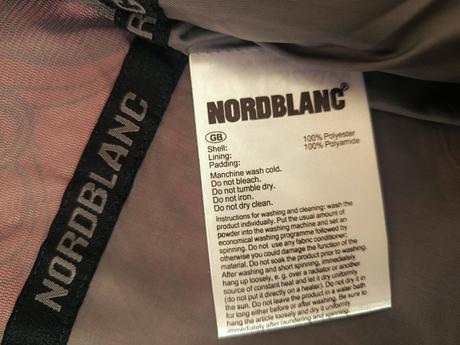 NORDBLANC
NORDBLANC
GB
Shell: 100% Polyester
Lining: 100% Polyamide
Padding:
Manchine wash cold.
Do not bleach.
Do not tumble dry.
Do not iron.
Do not dry clean.
Instructions for washing and cleaning: wash the
product individually. Put the usual amount of
powder into the washing machine and set an
economical washing programme followed by
spinning. Do not use any fabric conditioner;
otherwise you could damage the function of the
material. Do not soak the product prior to washing.
After washing and short spinning, immediately
hang up loosely, e. g. over a radiator or another
source of constant heat and let it dry uniformly
(do not put it directly on a heater). Do not dry it in
the sun. Do not leave the product in a water bath
for long either before or after washing. Be sure to
hang the article loosely and dry it uniformly
immediately after laundering and spinning.